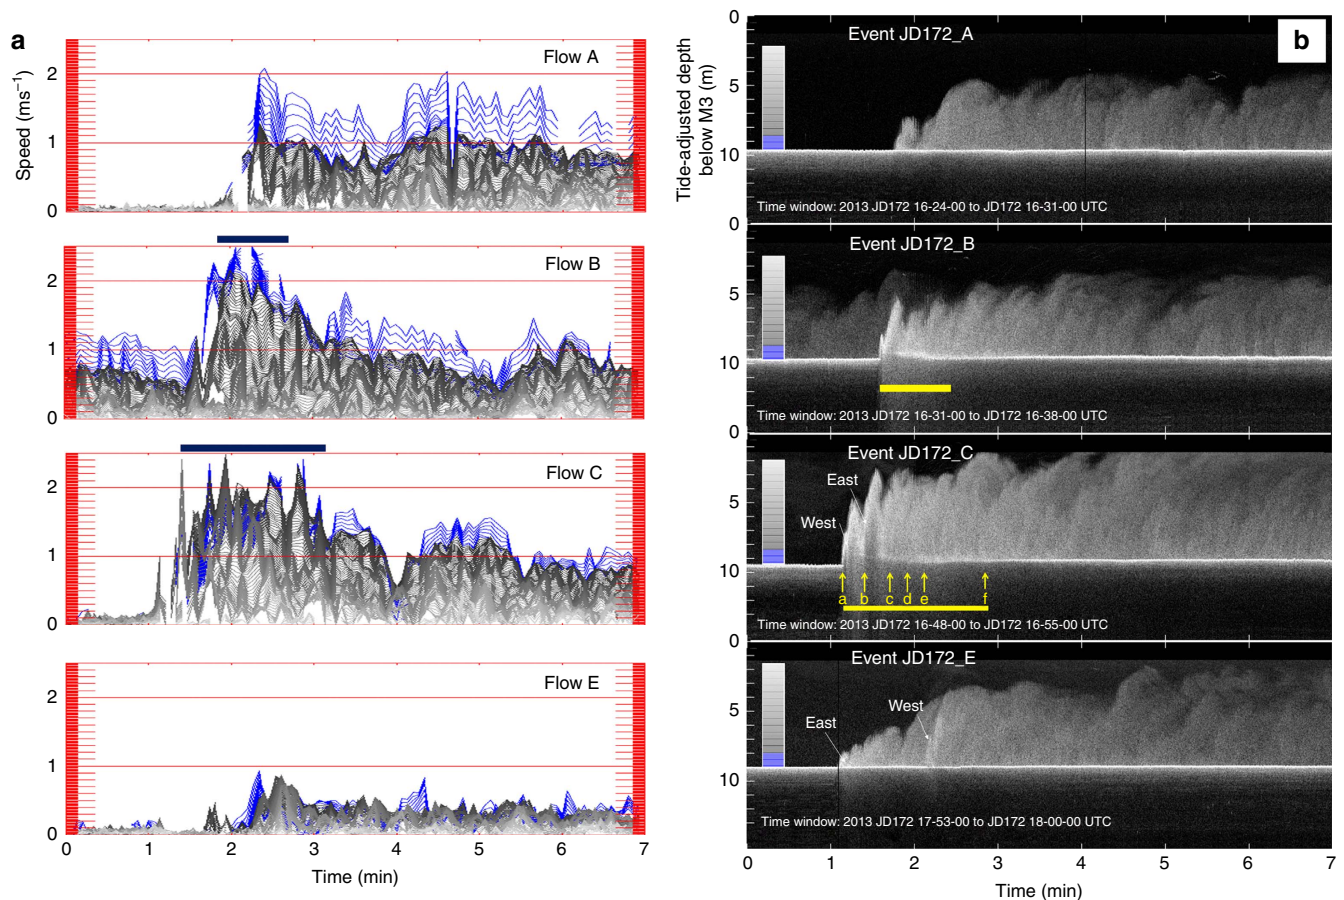 a
Speed (ms⁻¹)
Flow A
2
1
0
Flow B
2
1
0
Flow C
2
1
0
Flow E
2
1
0
0 1 2 3 4 5 6 7
Time (min)
b
Tide-adjusted depth
below M3 (m)
0
5
10
0
Event JD172_A
Time window: 2013 JD172 16-24-00 to JD172 16-31-00 UTC
Event JD172_B
5
10
0
Time window: 2013 JD172 16-31-00 to JD172 16-38-00 UTC
Event JD172_C
East
West
5
10
0
a b c d e f
Time window: 2013 JD172 16-48-00 to JD172 16-55-00 UTC
Event JD172_E
East
West
5
10
Time window: 2013 JD172 17-53-00 to JD172 18-00-00 UTC
0 1 2 3 4 5 6 7
Time (min)